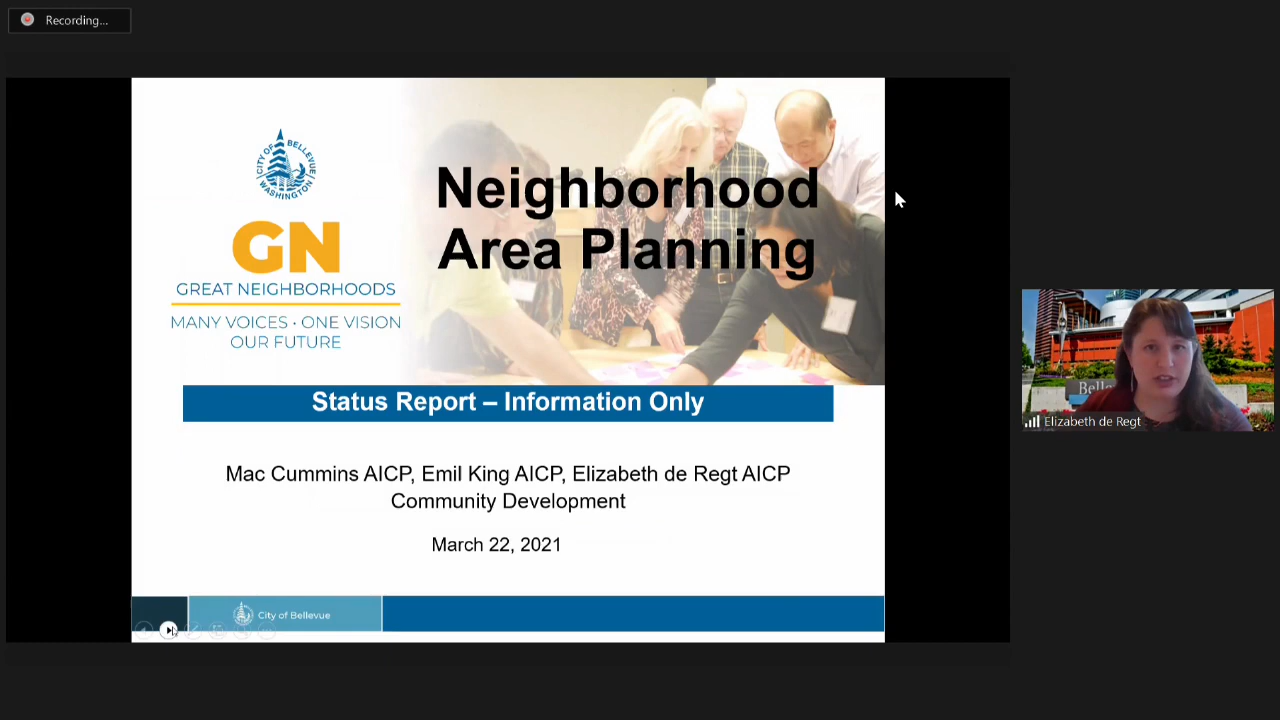 Recording...
CITY OF BELLEVUE
WASHINGTON
GN
GREAT NEIGHBORHOODS
MANY VOICES • ONE VISION
OUR FUTURE
Neighborhood
Area Planning
Status Report – Information Only
Mac Cummins AICP, Emil King AICP, Elizabeth de Regt AICP
Community Development
March 22, 2021
City of Bellevue
Belle
Elizabeth de Regt